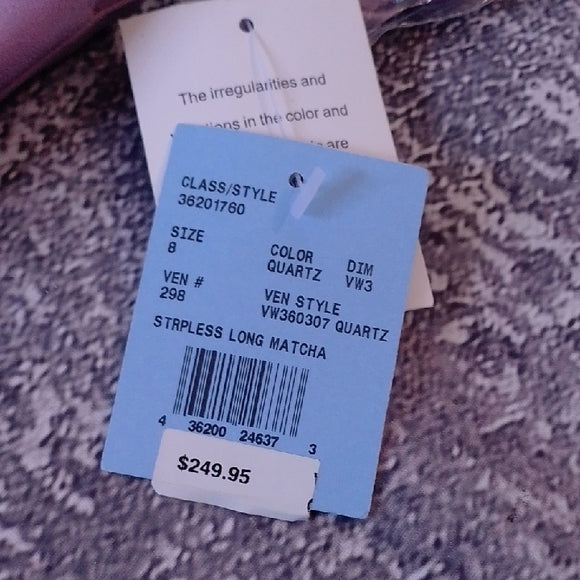 The irregularities and
in the color and
are
CLASS/STYLE
36201760
SIZE
8
COLOR
QUARTZ
DIM
VW3
VEN #
298
VEN STYLE
VW360307 QUARTZ
STRPLESS LONG MATCHA
4 36200 24637 3
$249.95